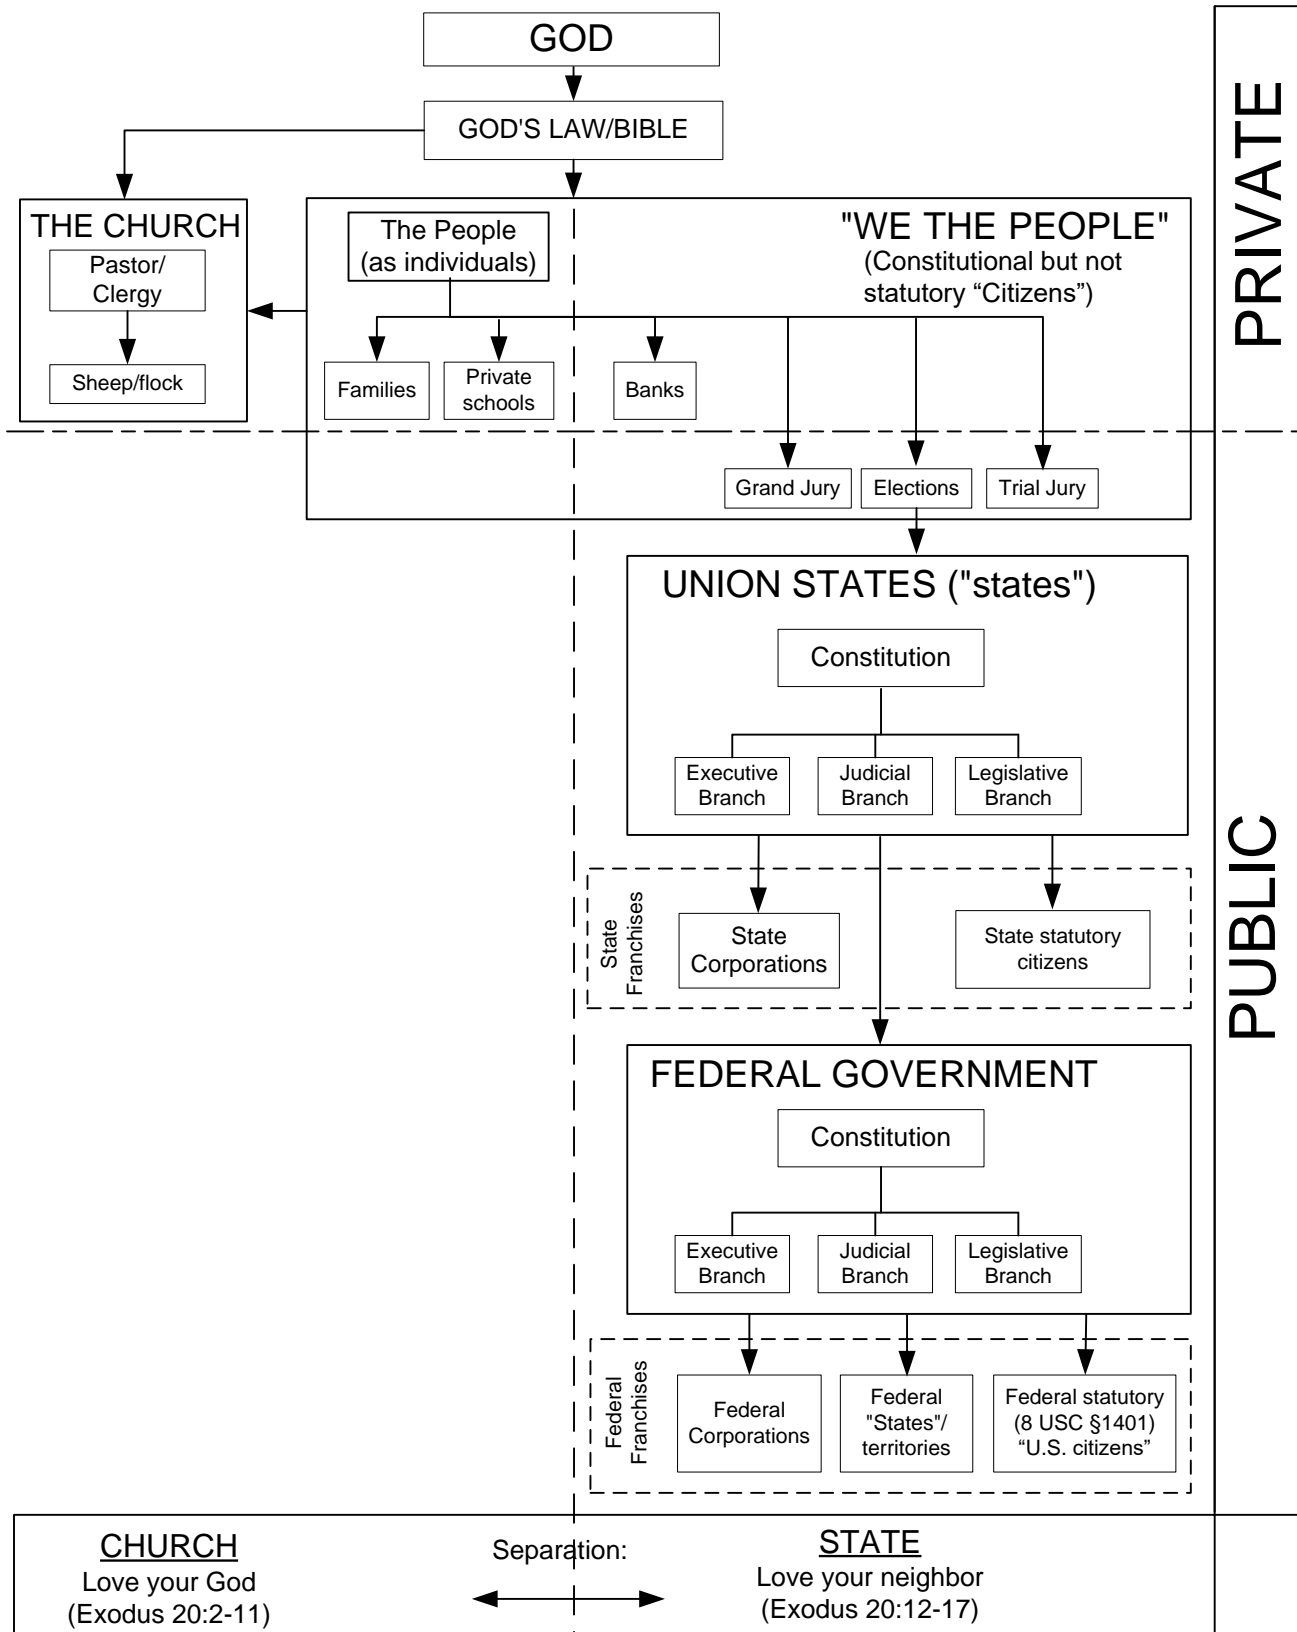 GOD
GOD'S LAW/BIBLE
THE CHURCH
Pastor/
Clergy
Sheep/flock
The People
(as individuals)
"WE THE PEOPLE"
(Constitutional but not
statutory “Citizens”)
Families
Private
schools
Banks
PRIVATE
Grand Jury
Elections
Trial Jury
UNION STATES ("states")
Constitution
Executive
Branch
Judicial
Branch
Legislative
Branch
State
Franchises
State
Corporations
State statutory
citizens
PUBLIC
FEDERAL GOVERNMENT
Constitution
Executive
Branch
Judicial
Branch
Legislative
Branch
Federal
Franchises
Federal
Corporations
Federal
"States"/
territories
Federal statutory
(8 USC §1401)
“U.S. citizens”
CHURCH
Love your God
(Exodus 20:2-11)
Separation:
STATE
Love your neighbor
(Exodus 20:12-17)